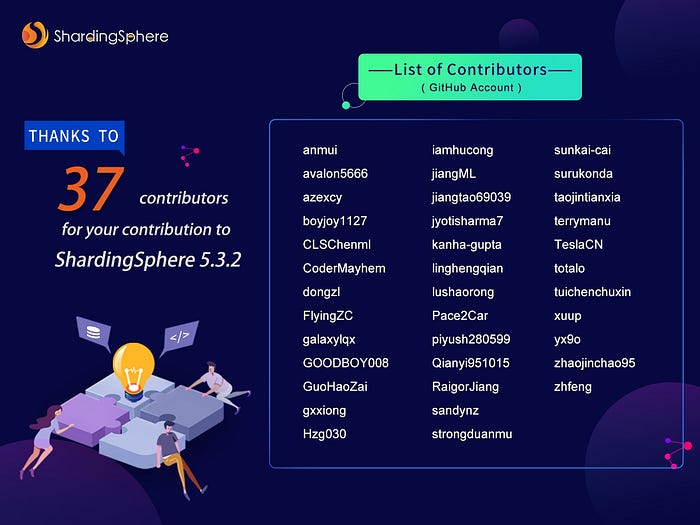 ShardingSphere
List of Contributors
( GitHub Account )
THANKS TO
37 contributors
for your contribution to
ShardingSphere 5.3.2
</>
anmui
avalon5666
azexcy
boyjoy1127
CLSChenml
CoderMayhem
dongzl
FlyingZC
galaxylqx
GOODBOY008
GuoHaoZai
gxxiong
Hzg030
iamhucong
jiangML
jiangtao69039
jyotisharma7
kanha-gupta
linghengqian
lushaorong
Pace2Car
piyush280599
Qianyi951015
RaigorJiang
sandynz
strongduanmu
sunkai-cai
surukonda
taojintianxia
terrymanu
TeslaCN
totalo
tuichenchuxin
xuup
yx9o
zhaojinchao95
zhfeng